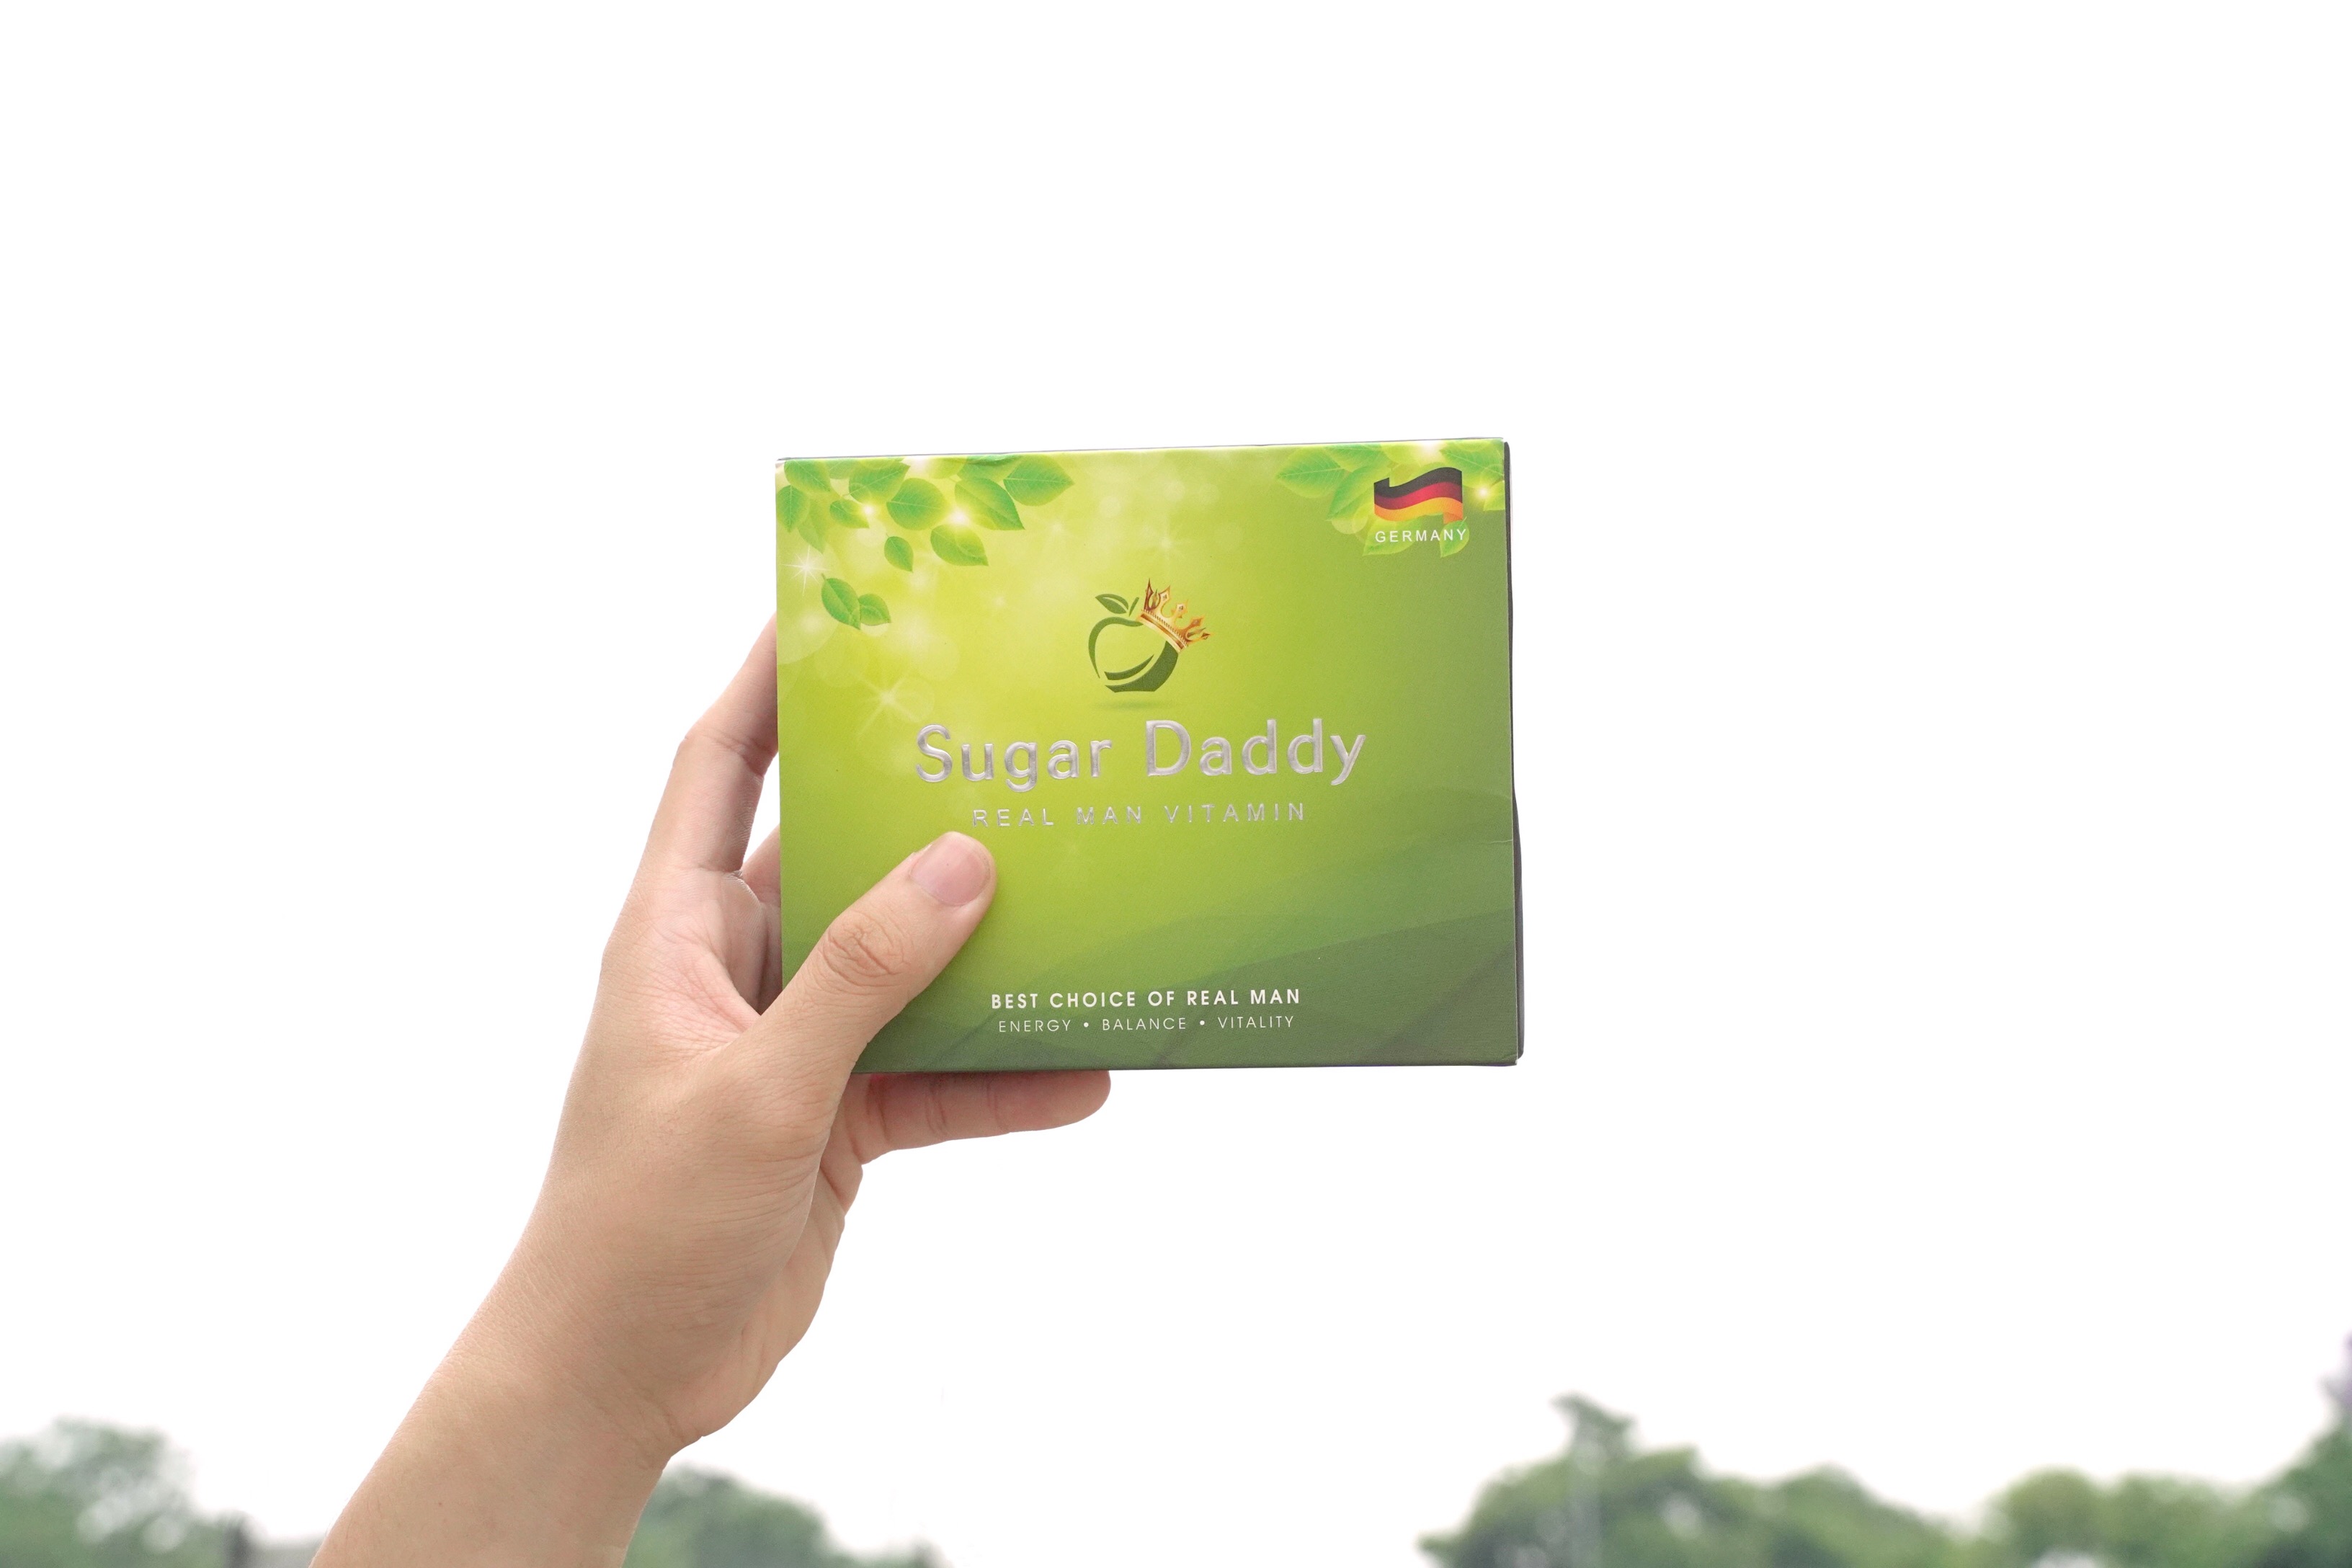 GERMANY
Sugar Daddy
REAL MAN VITAMIN
BEST CHOICE OF REAL MAN
ENERGY • BALANCE • VITALITY